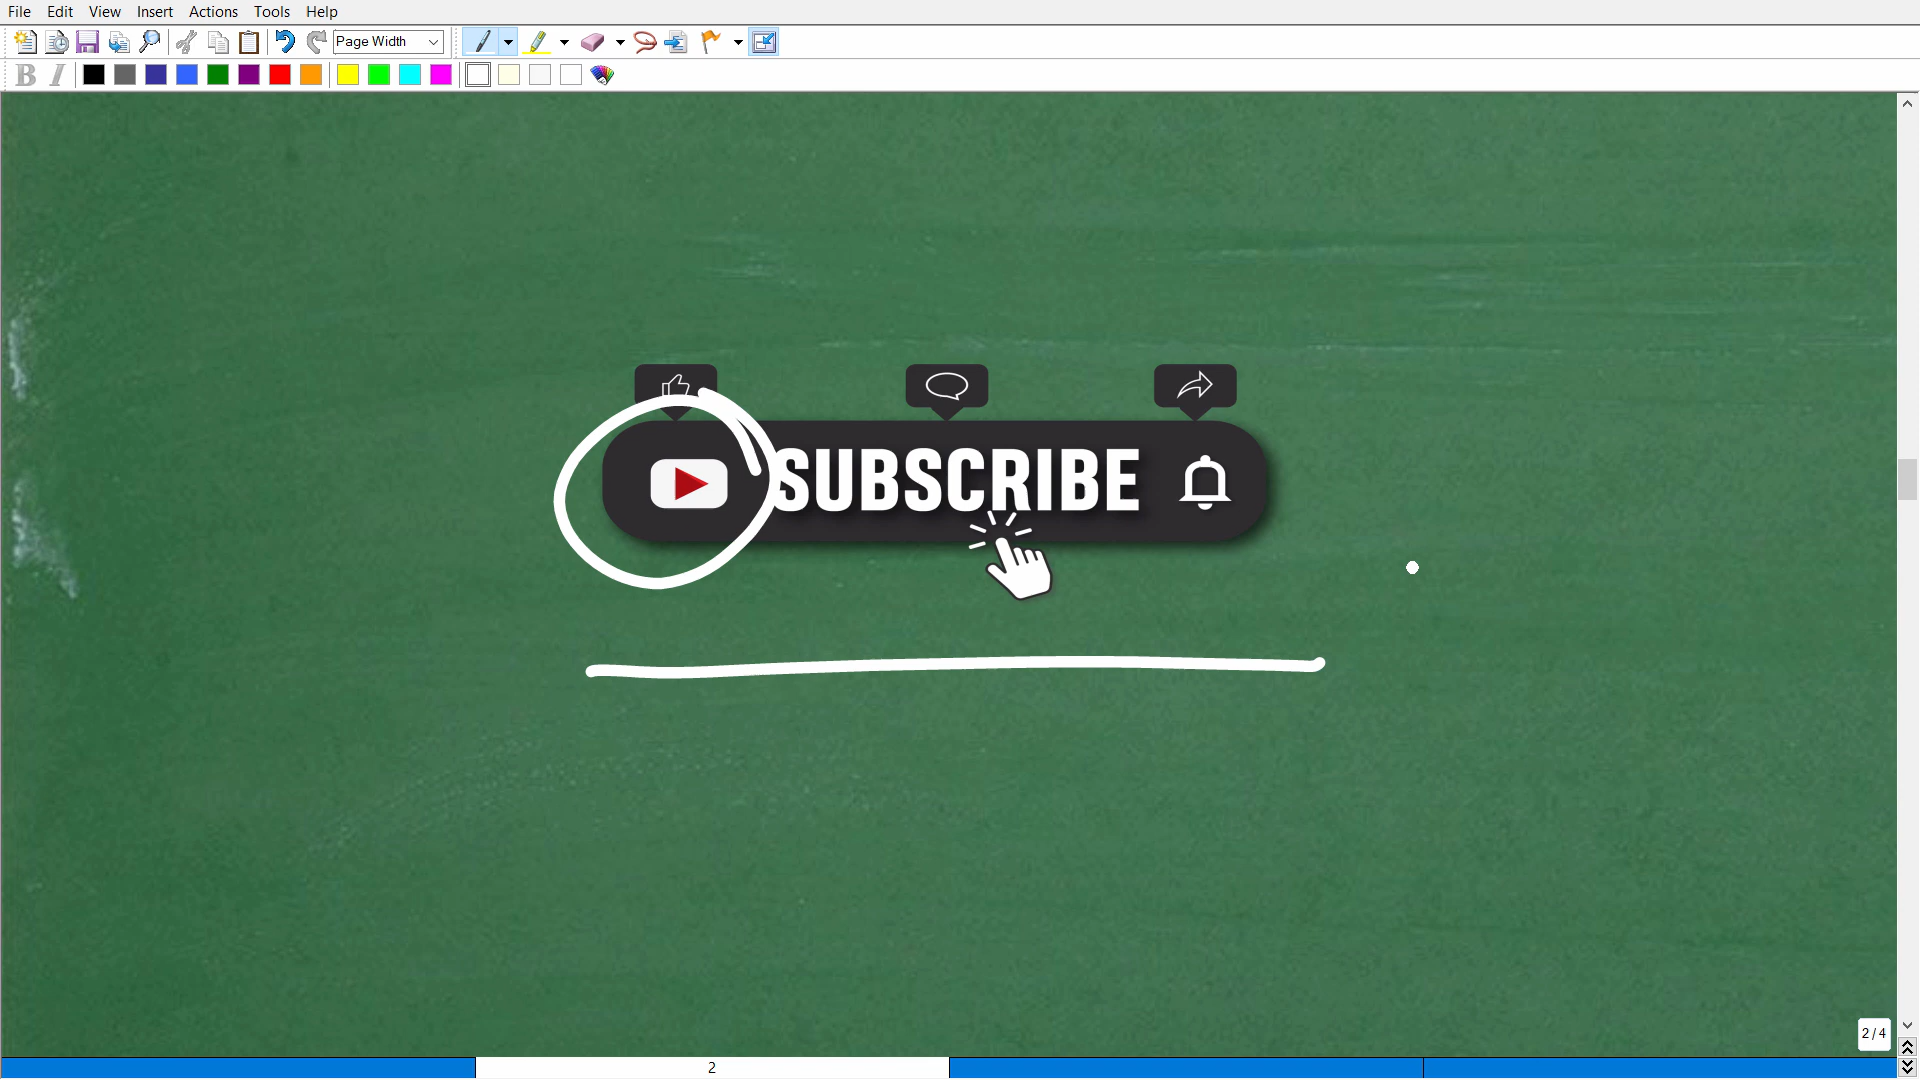 File Edit View Insert Actions Tools Help
Page Width
B I
SUBSCRIBE
2 / 4
2